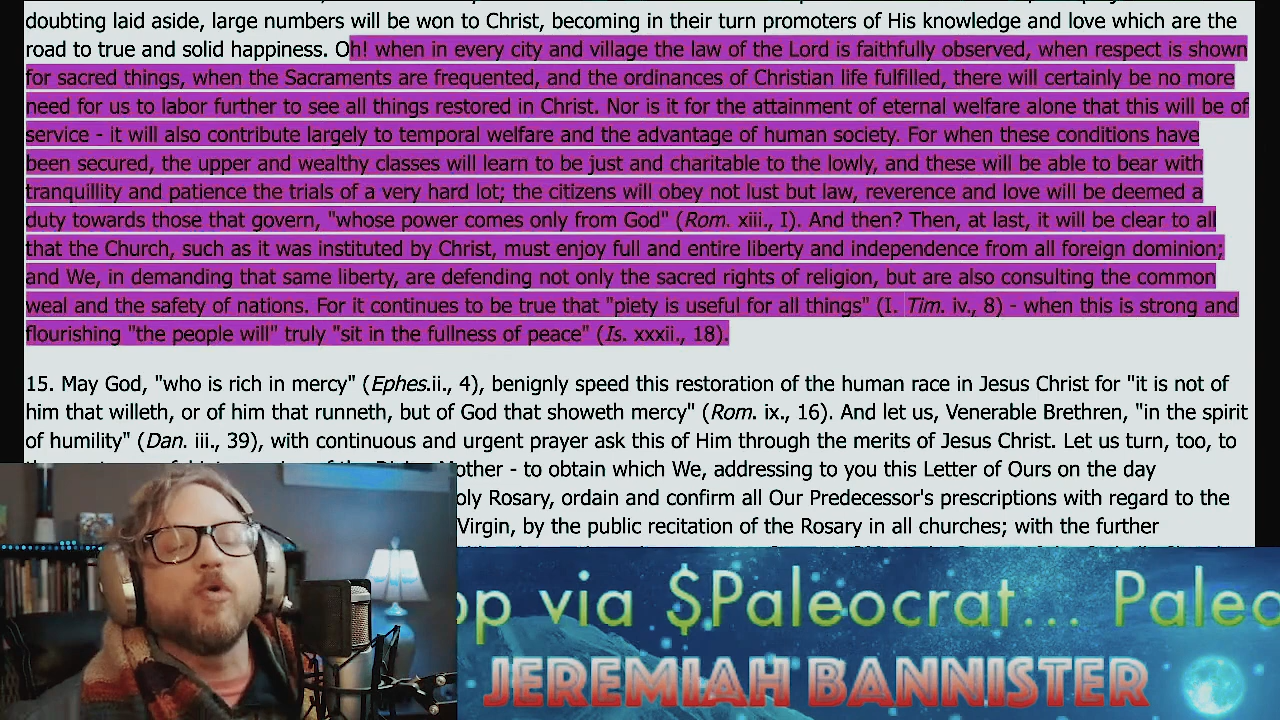 doubting laid aside, large numbers will be won to Christ, becoming in their turn promoters of His knowledge and love which are the
road to true and solid happiness. Oh! when in every city and village the law of the Lord is faithfully observed, when respect is shown
for sacred things, when the Sacraments are frequented, and the ordinances of Christian life fulfilled, there will certainly be no more
need for us to labor further to see all things restored in Christ. Nor is it for the attainment of eternal welfare alone that this will be of
service - it will also contribute largely to temporal welfare and the advantage of human society. For when these conditions have
been secured, the upper and wealthy classes will learn to be just and charitable to the lowly, and these will be able to bear with
tranquillity and patience the trials of a very hard lot; the citizens will obey not lust but law, reverence and love will be deemed a
duty towards those that govern, "whose power comes only from God" (Rom. xiii., I). And then? Then, at last, it will be clear to all
that the Church, such as it was instituted by Christ, must enjoy full and entire liberty and independence from all foreign dominion;
and We, in demanding that same liberty, are defending not only the sacred rights of religion, but are also consulting the common
weal and the safety of nations. For it continues to be true that "piety is useful for all things" (I. Tim. iv., 8) - when this is strong and
flourishing "the people will" truly "sit in the fullness of peace" (Is. xxxii., 18).
15. May God, "who is rich in mercy" (Ephes.ii., 4), benignly speed this restoration of the human race in Jesus Christ for "it is not of
him that willeth, or of him that runneth, but of God that showeth mercy" (Rom. ix., 16). And let us, Venerable Brethren, "in the spirit
of humility" (Dan. iii., 39), with continuous and urgent prayer ask this of Him through the merits of Jesus Christ. Let us turn, too, to
other - to obtain which We, addressing to you this Letter of Ours on the day
oly Rosary, ordain and confirm all Our Predecessor's prescriptions with regard to the
Virgin, by the public recitation of the Rosary in all churches; with the further
pp via $Paleocrat... Paleo
JEREMIAH BANNISTER